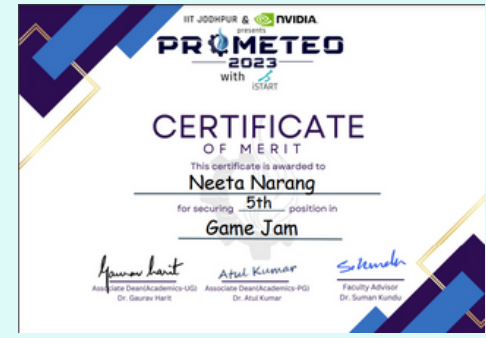 IIT JODHPUR & NVIDIA
presents
PROMETEO
2023
with iSTART
CERTIFICATE
OF MERIT
This certificate is awarded to
Neeta Narang
for securing 5th position in
Game Jam
Gaurav Harit Atul Kumar
Associate Dean(Academics-UG) Associate Dean(Academics-PG) Faculty Advisor
Dr. Gaurav Harit Dr. Atul Kumar Dr. Suman Kundu